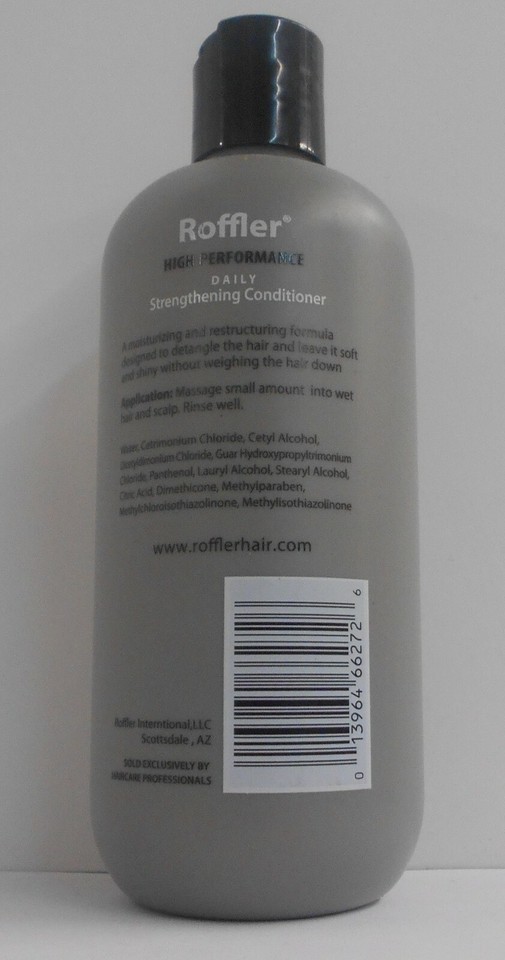 Roffler®
HIGH PERFORMANCE
DAILY
Strengthening Conditioner
A moisturizing and restructuring formula
designed to detangle the hair and leave it soft
and shiny without weighing the hair down
Application: Massage small amount into wet
hair and scalp. Rinse well.
Water, Cetrimonium Chloride, Cetyl Alcohol,
Chloride, Guar Hydroxypropyltrimonium
Chloride, Panthenol, Lauryl Alcohol, Stearyl Alcohol,
Citric Acid, Dimethicone, Methylparaben,
Methylchloroisothiazolinone, Methylisothiazolinone
www.rofflerhair.com
0 13964 66272 6
Roffler Interntional,LLC
Scottsdale , AZ
SOLD EXCLUSIVELY BY
HAIRCARE PROFESSIONALS